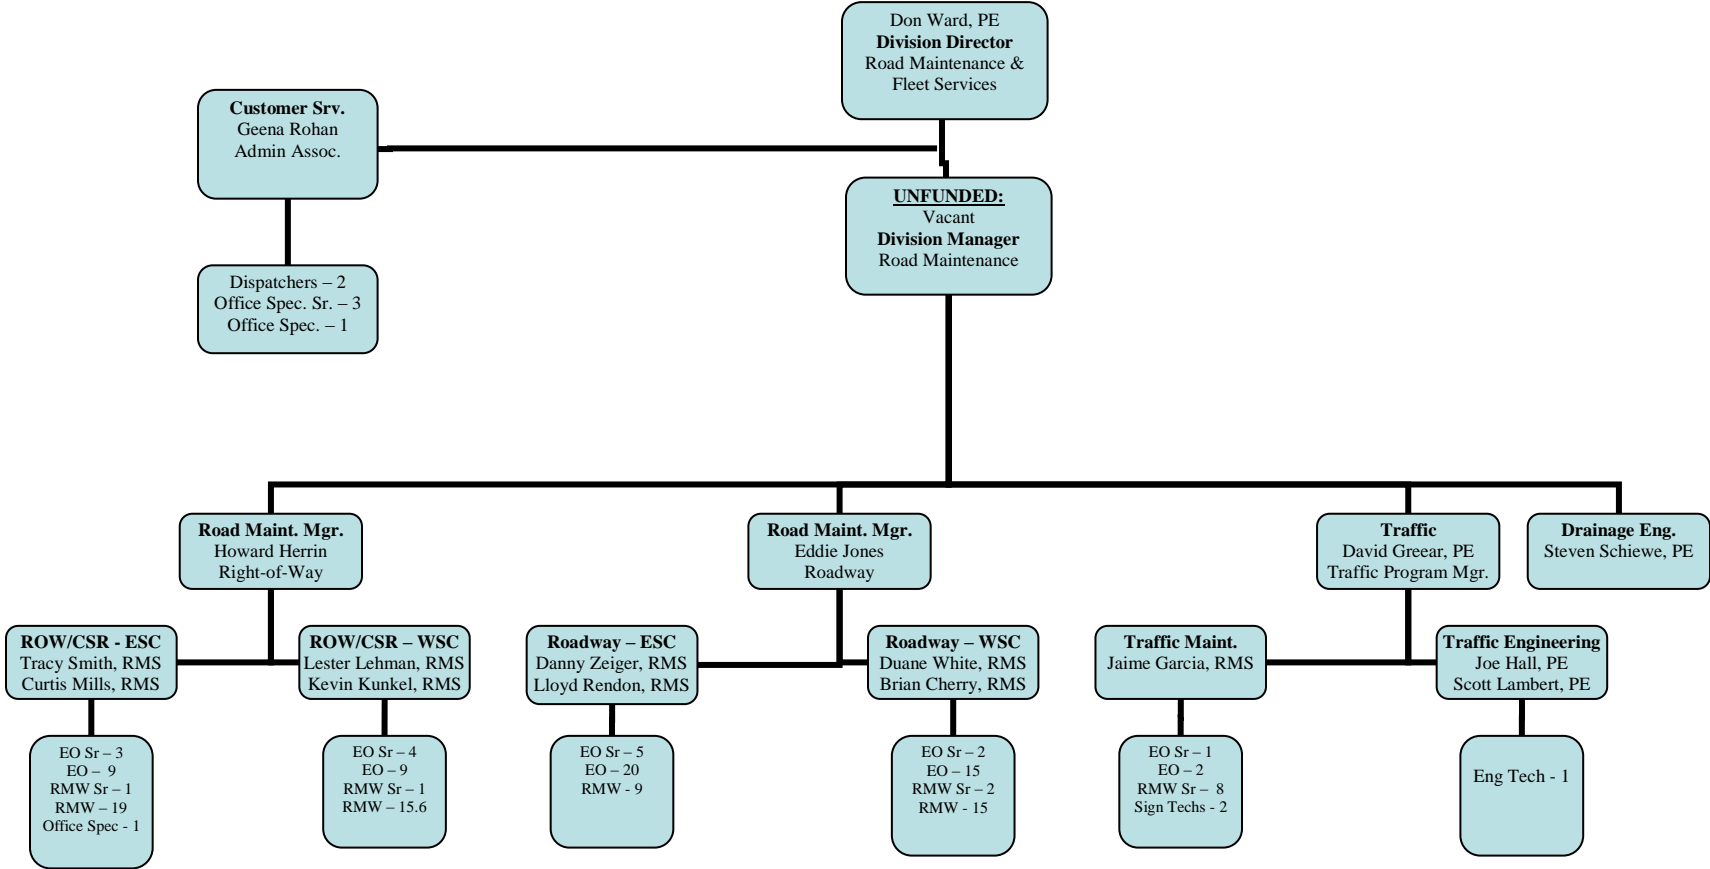 Don Ward, PE
Division Director
Road Maintenance &
Fleet Services
Customer Srv.
Geena Rohan
Admin Assoc.
UNFUNDED:
Vacant
Division Manager
Road Maintenance
Dispatchers – 2
Office Spec. Sr. – 3
Office Spec. – 1
Road Maint. Mgr.
Howard Herrin
Right-of-Way
Road Maint. Mgr.
Eddie Jones
Roadway
Traffic
David Greear, PE
Traffic Program Mgr.
Drainage Eng.
Steven Schiewe, PE
ROW/CSR - ESC
Tracy Smith, RMS
Curtis Mills, RMS
ROW/CSR – WSC
Lester Lehman, RMS
Kevin Kunkel, RMS
Roadway – ESC
Danny Zeiger, RMS
Lloyd Rendon, RMS
Roadway – WSC
Duane White, RMS
Brian Cherry, RMS
Traffic Maint.
Jaime Garcia, RMS
Traffic Engineering
Joe Hall, PE
Scott Lambert, PE
EO Sr – 3
EO – 9
RMW Sr – 1
RMW – 19
Office Spec - 1
EO Sr – 4
EO – 9
RMW Sr – 1
RMW – 15.6
EO Sr – 5
EO – 20
RMW - 9
EO Sr – 2
EO – 15
RMW Sr – 2
RMW - 15
EO Sr – 1
EO – 2
RMW Sr – 8
Sign Techs - 2
Eng Tech - 1